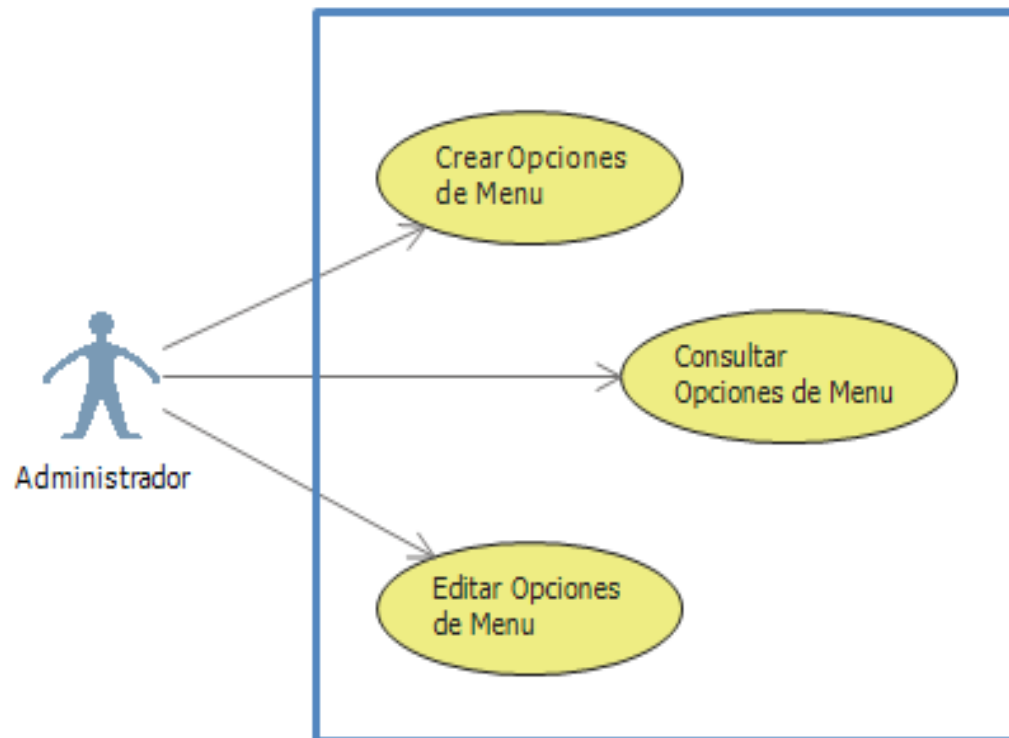 Crear Opciones
de Menu
Consultar
Opciones de Menu
Administrador
Editar Opciones
de Menu